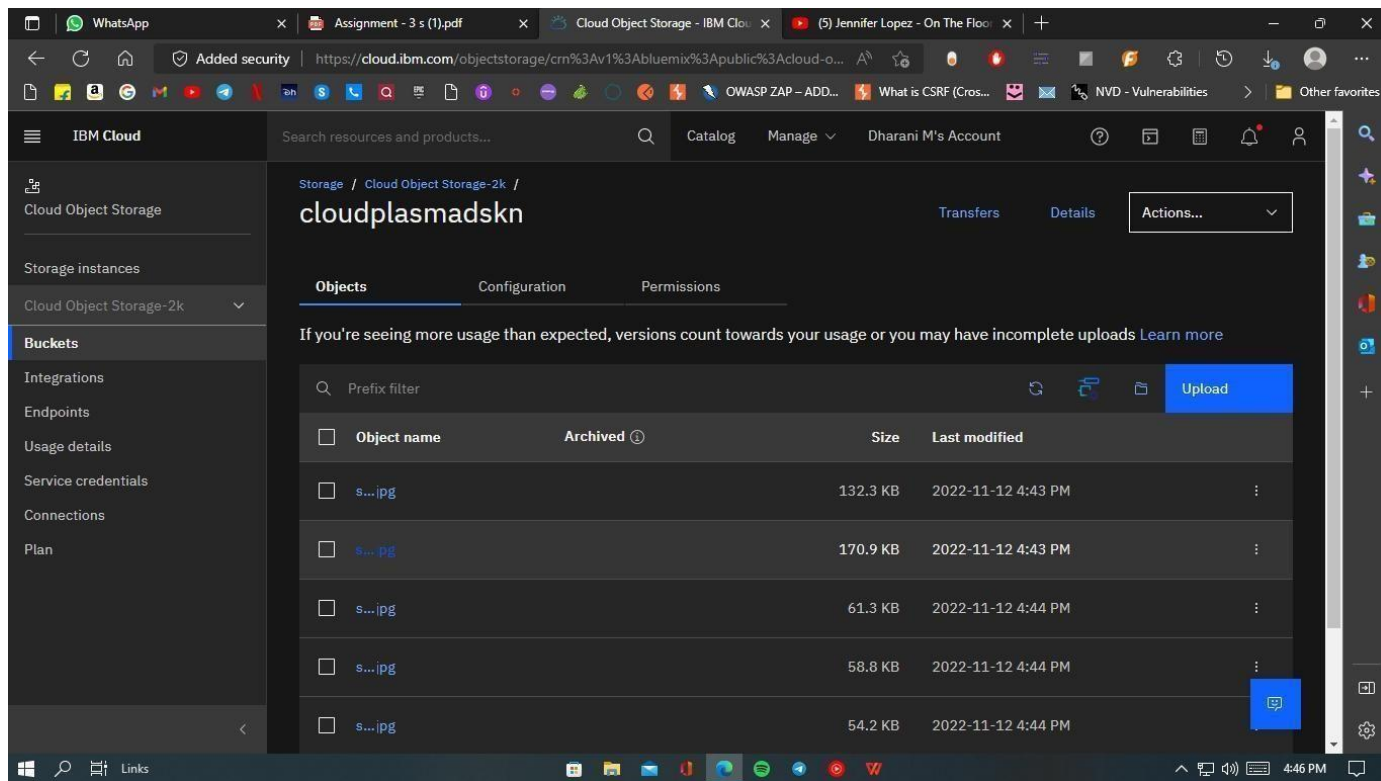 WhatsApp
Assignment - 3 s (1).pdf
Cloud Object Storage - IBM Clou
(5) Jennifer Lopez - On The Floor
Added security
https://cloud.ibm.com/objectstorage/crn%3Av1%3Abluemix%3Apublic%3Acloud-o...
OWASP ZAP – ADD...
What is CSRF (Cros...
NVD - Vulnerabilities
Other favorites
IBM Cloud
Search resources and products...
Catalog
Manage
Dharani M's Account
Cloud Object Storage
Storage instances
Cloud Object Storage-2k
Buckets
Integrations
Endpoints
Usage details
Service credentials
Connections
Plan
Storage / Cloud Object Storage-2k /
cloudplasmadskn
Transfers
Details
Actions...
Objects
Configuration
Permissions
If you're seeing more usage than expected, versions count towards your usage or you may have incomplete uploads Learn more
Prefix filter
Upload
Object name Archived Size Last modified
s...jpg 132.3 KB 2022-11-12 4:43 PM
s...jpg 170.9 KB 2022-11-12 4:43 PM
s...jpg 61.3 KB 2022-11-12 4:44 PM
s...jpg 58.8 KB 2022-11-12 4:44 PM
s...jpg 54.2 KB 2022-11-12 4:44 PM
Links
4:46 PM